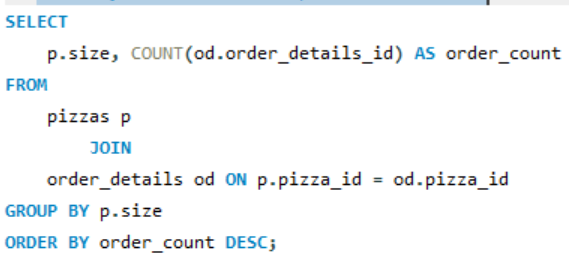 SELECT
p.size, COUNT(od.order_details_id) AS order_count
FROM
pizzas p
JOIN
order_details od ON p.pizza_id = od.pizza_id
GROUP BY p.size
ORDER BY order_count DESC;